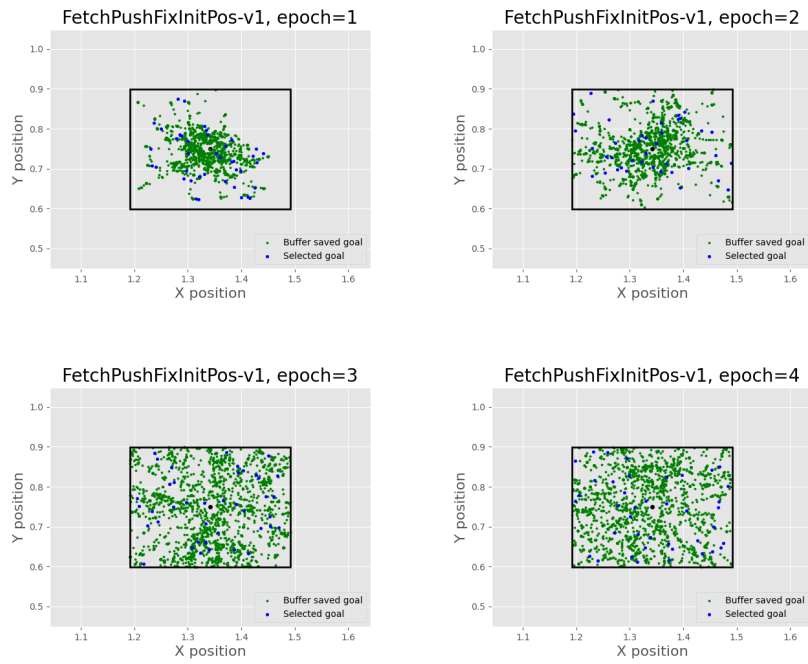 FetchPushFixInitPos-v1, epoch=1
1.0
0.9
0.8
0.7
0.6
0.5
Y position
1.1 1.2 1.3 1.4 1.5 1.6
X position
Buffer saved goal
Selected goal
FetchPushFixInitPos-v1, epoch=2
1.0
0.9
0.8
0.7
0.6
0.5
Y position
1.1 1.2 1.3 1.4 1.5 1.6
X position
Buffer saved goal
Selected goal
FetchPushFixInitPos-v1, epoch=3
1.0
0.9
0.8
0.7
0.6
0.5
Y position
1.1 1.2 1.3 1.4 1.5 1.6
X position
Buffer saved goal
Selected goal
FetchPushFixInitPos-v1, epoch=4
1.0
0.9
0.8
0.7
0.6
0.5
Y position
1.1 1.2 1.3 1.4 1.5 1.6
X position
Buffer saved goal
Selected goal